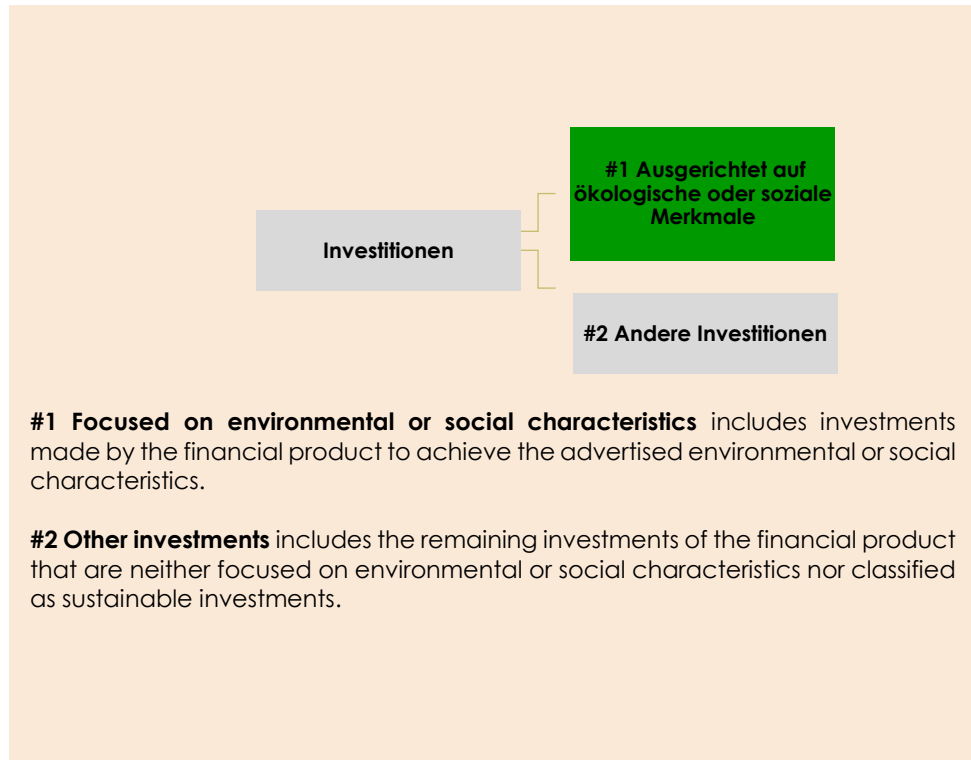 #1 Ausgerichtet auf
ökologische oder soziale
Merkmale
Investitionen
#2 Andere Investitionen
#1 Focused on environmental or social characteristics includes investments
made by the financial product to achieve the advertised environmental or social
characteristics.
#2 Other investments includes the remaining investments of the financial product
that are neither focused on environmental or social characteristics nor classified
as sustainable investments.